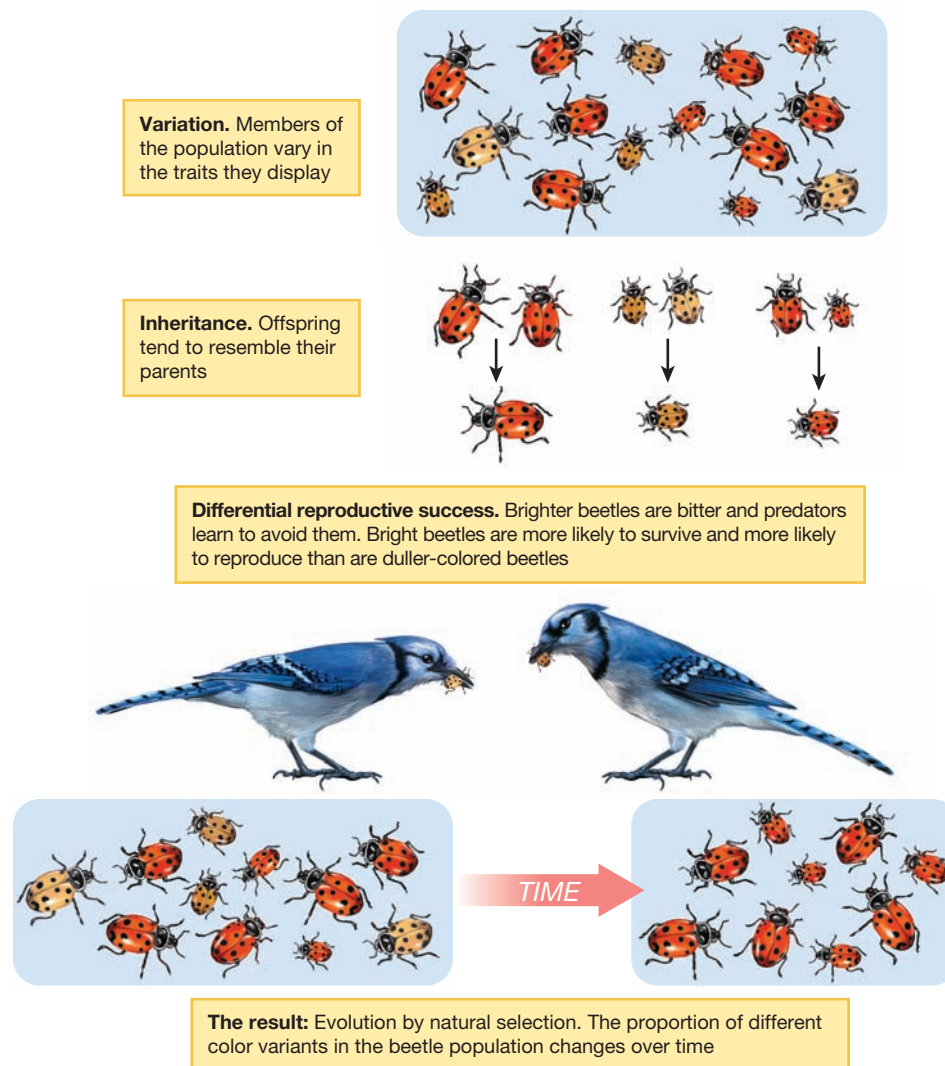 Variation. Members of
the population vary in
the traits they display
Inheritance. Offspring
tend to resemble their
parents
Differential reproductive success. Brighter beetles are bitter and predators
learn to avoid them. Bright beetles are more likely to survive and more likely
to reproduce than are duller-colored beetles
TIME
The result: Evolution by natural selection. The proportion of different
color variants in the beetle population changes over time